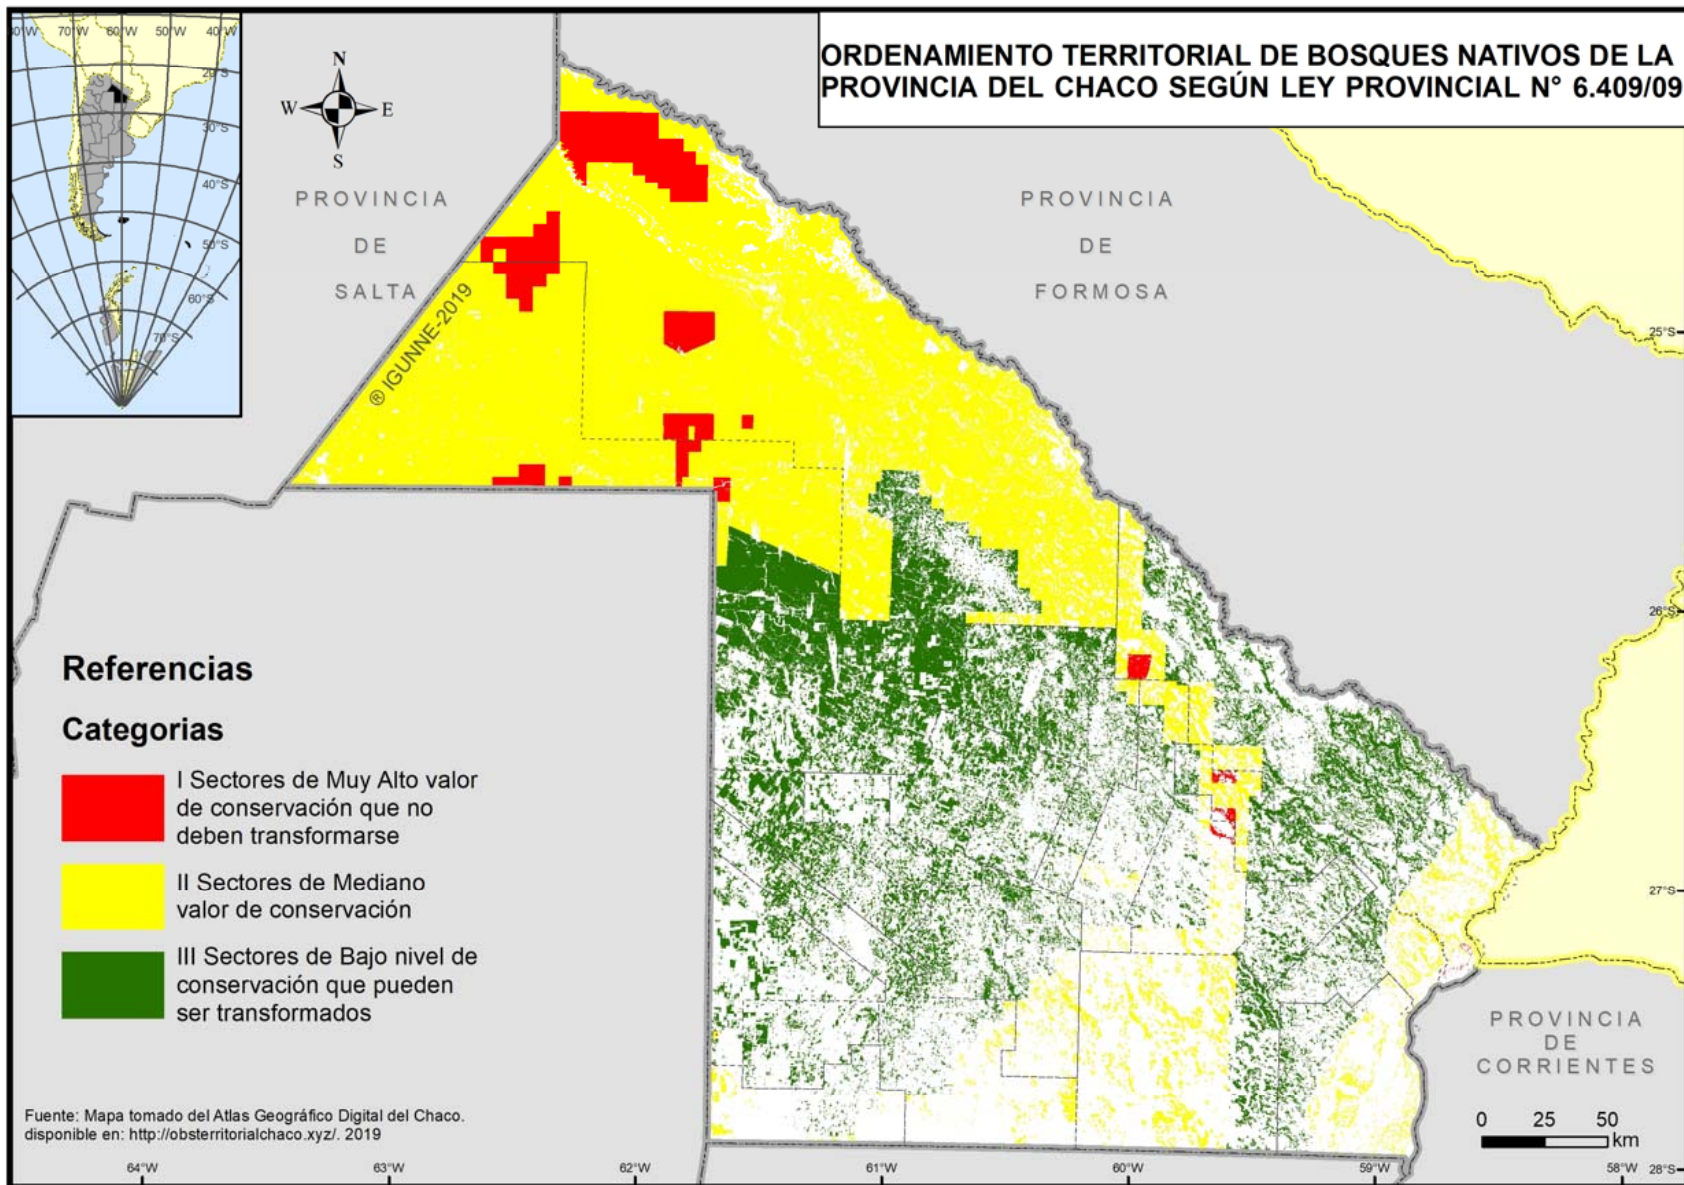 ORDENAMIENTO TERRITORIAL DE BOSQUES NATIVOS DE LA
PROVINCIA DEL CHACO SEGÚN LEY PROVINCIAL N° 6.409/09
70°W
60°W
50°W
40°W
20°S
30°S
40°S
50°S
60°S
70°S
N
W
E
S
PROVINCIA
DE
SALTA
PROVINCIA
DE
FORMOSA
® IGUNNE-2019
25°S
26°S
27°S
28°S
Referencias
Categorias
I Sectores de Muy Alto valor
de conservación que no
deben transformarse
II Sectores de Mediano
valor de conservación
III Sectores de Bajo nivel de
conservación que pueden
ser transformados
PROVINCIA
DE
CORRIENTES
0 25 50
km
Fuente: Mapa tomado del Atlas Geográfico Digital del Chaco.
disponible en: http://obsterritorialchaco.xyz/. 2019
64°W
63°W
62°W
61°W
60°W
59°W
58°W